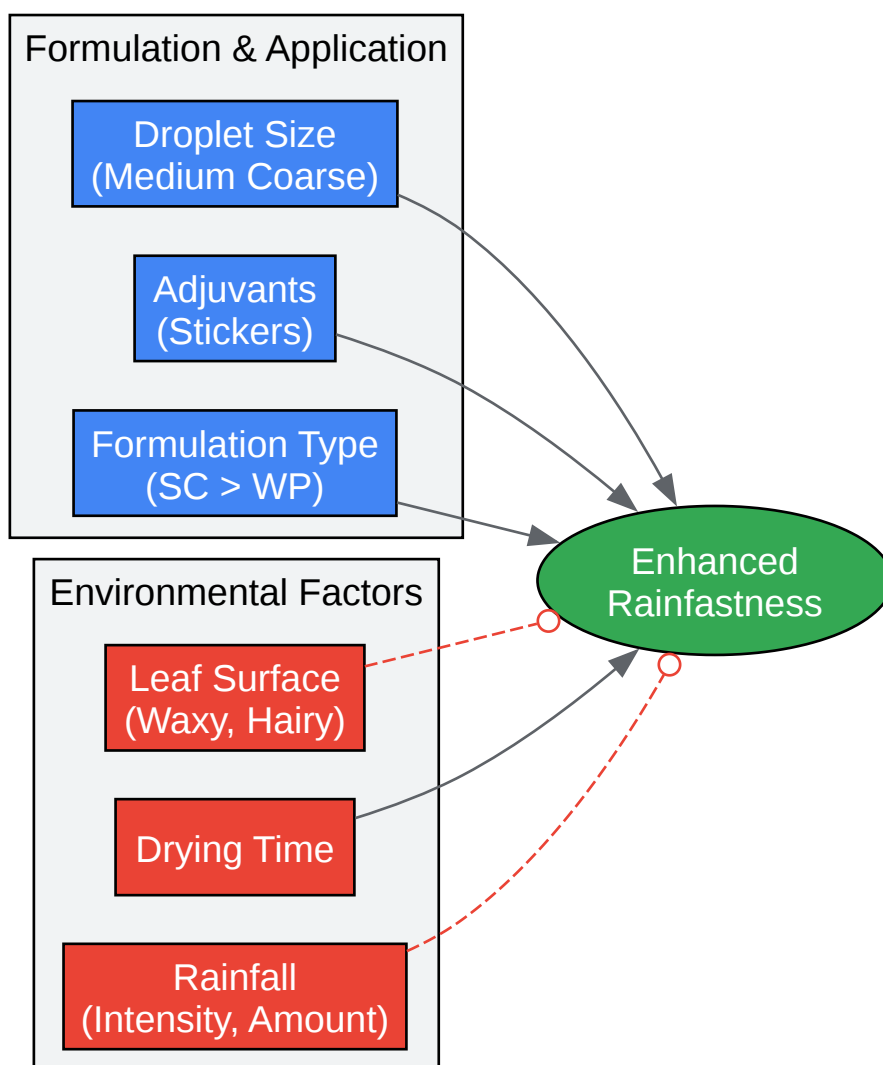 Formulation & Application
Droplet Size
(Medium Coarse)
Adjuvants
(Stickers)
Formulation Type
(SC > WP)
Enhanced
Rainfastness
Environmental Factors
Leaf Surface
(Waxy, Hairy)
Drying Time
Rainfall
(Intensity, Amount)